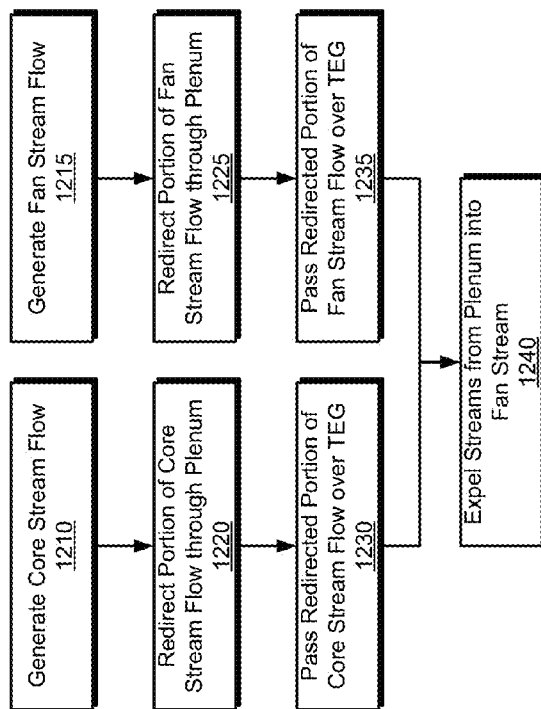 Generate Core Stream Flow
1210
Redirect Portion of Core
Stream Flow through Plenum
1220
Pass Redirected Portion of
Core Stream Flow over TEG
1230
Generate Fan Stream Flow
1215
Redirect Portion of Fan
Stream Flow through Plenum
1225
Pass Redirected Portion of
Fan Stream Flow over TEG
1235
Expel Streams from Plenum into
Fan Stream
1240